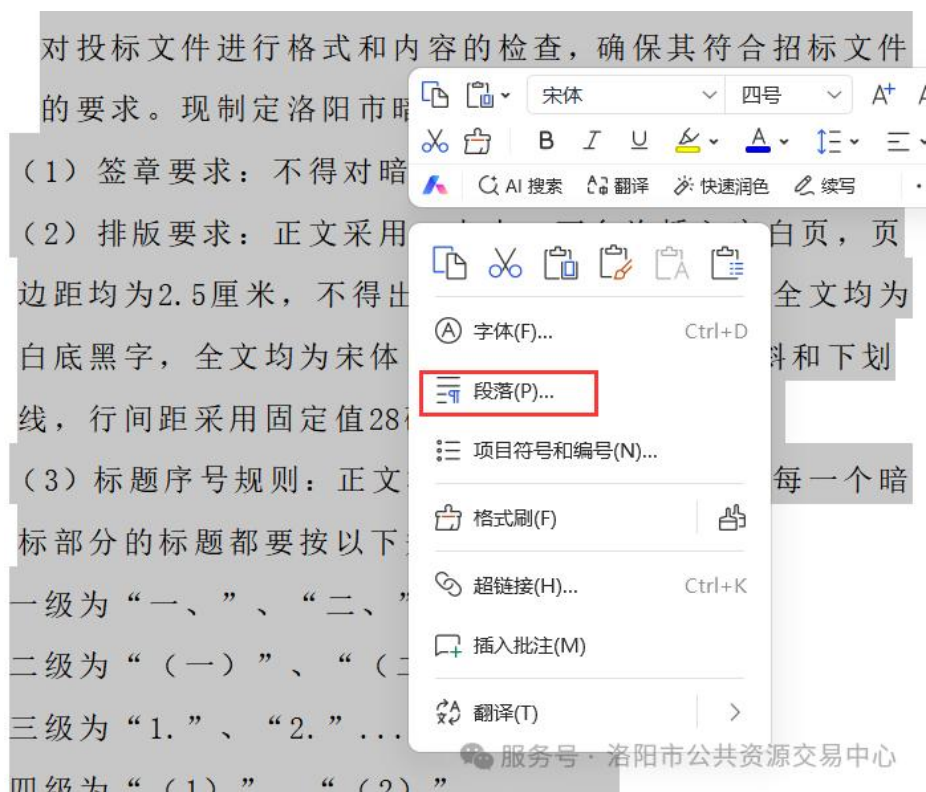 对投标文件进行格式和内容的检查，确保其符合招标文件
的要求。现制定洛阳市暗
（1）签章要求：不得对暗
（2）排版要求：正文采用
白页，页
边距均为2.5厘米，不得出
全文均为
白底黑字，全文均为宋体
和下划
线，行间距采用固定值28
（3）标题序号规则：正文
每一个暗
标部分的标题都要按以下
一级为“一、”、“二、”
二级为“（一）”、“（二
三级为“1.”、“2.”...
四级为“（1）”、“（2）”
宋体 四号 A+
B I U A
AI 搜索 翻译 快速润色 续写
字体(F)... Ctrl+D
段落(P)...
项目符号和编号(N)...
格式刷(F)
超链接(H)... Ctrl+K
插入批注(M)
翻译(T)
服务号 · 洛阳市公共资源交易中心